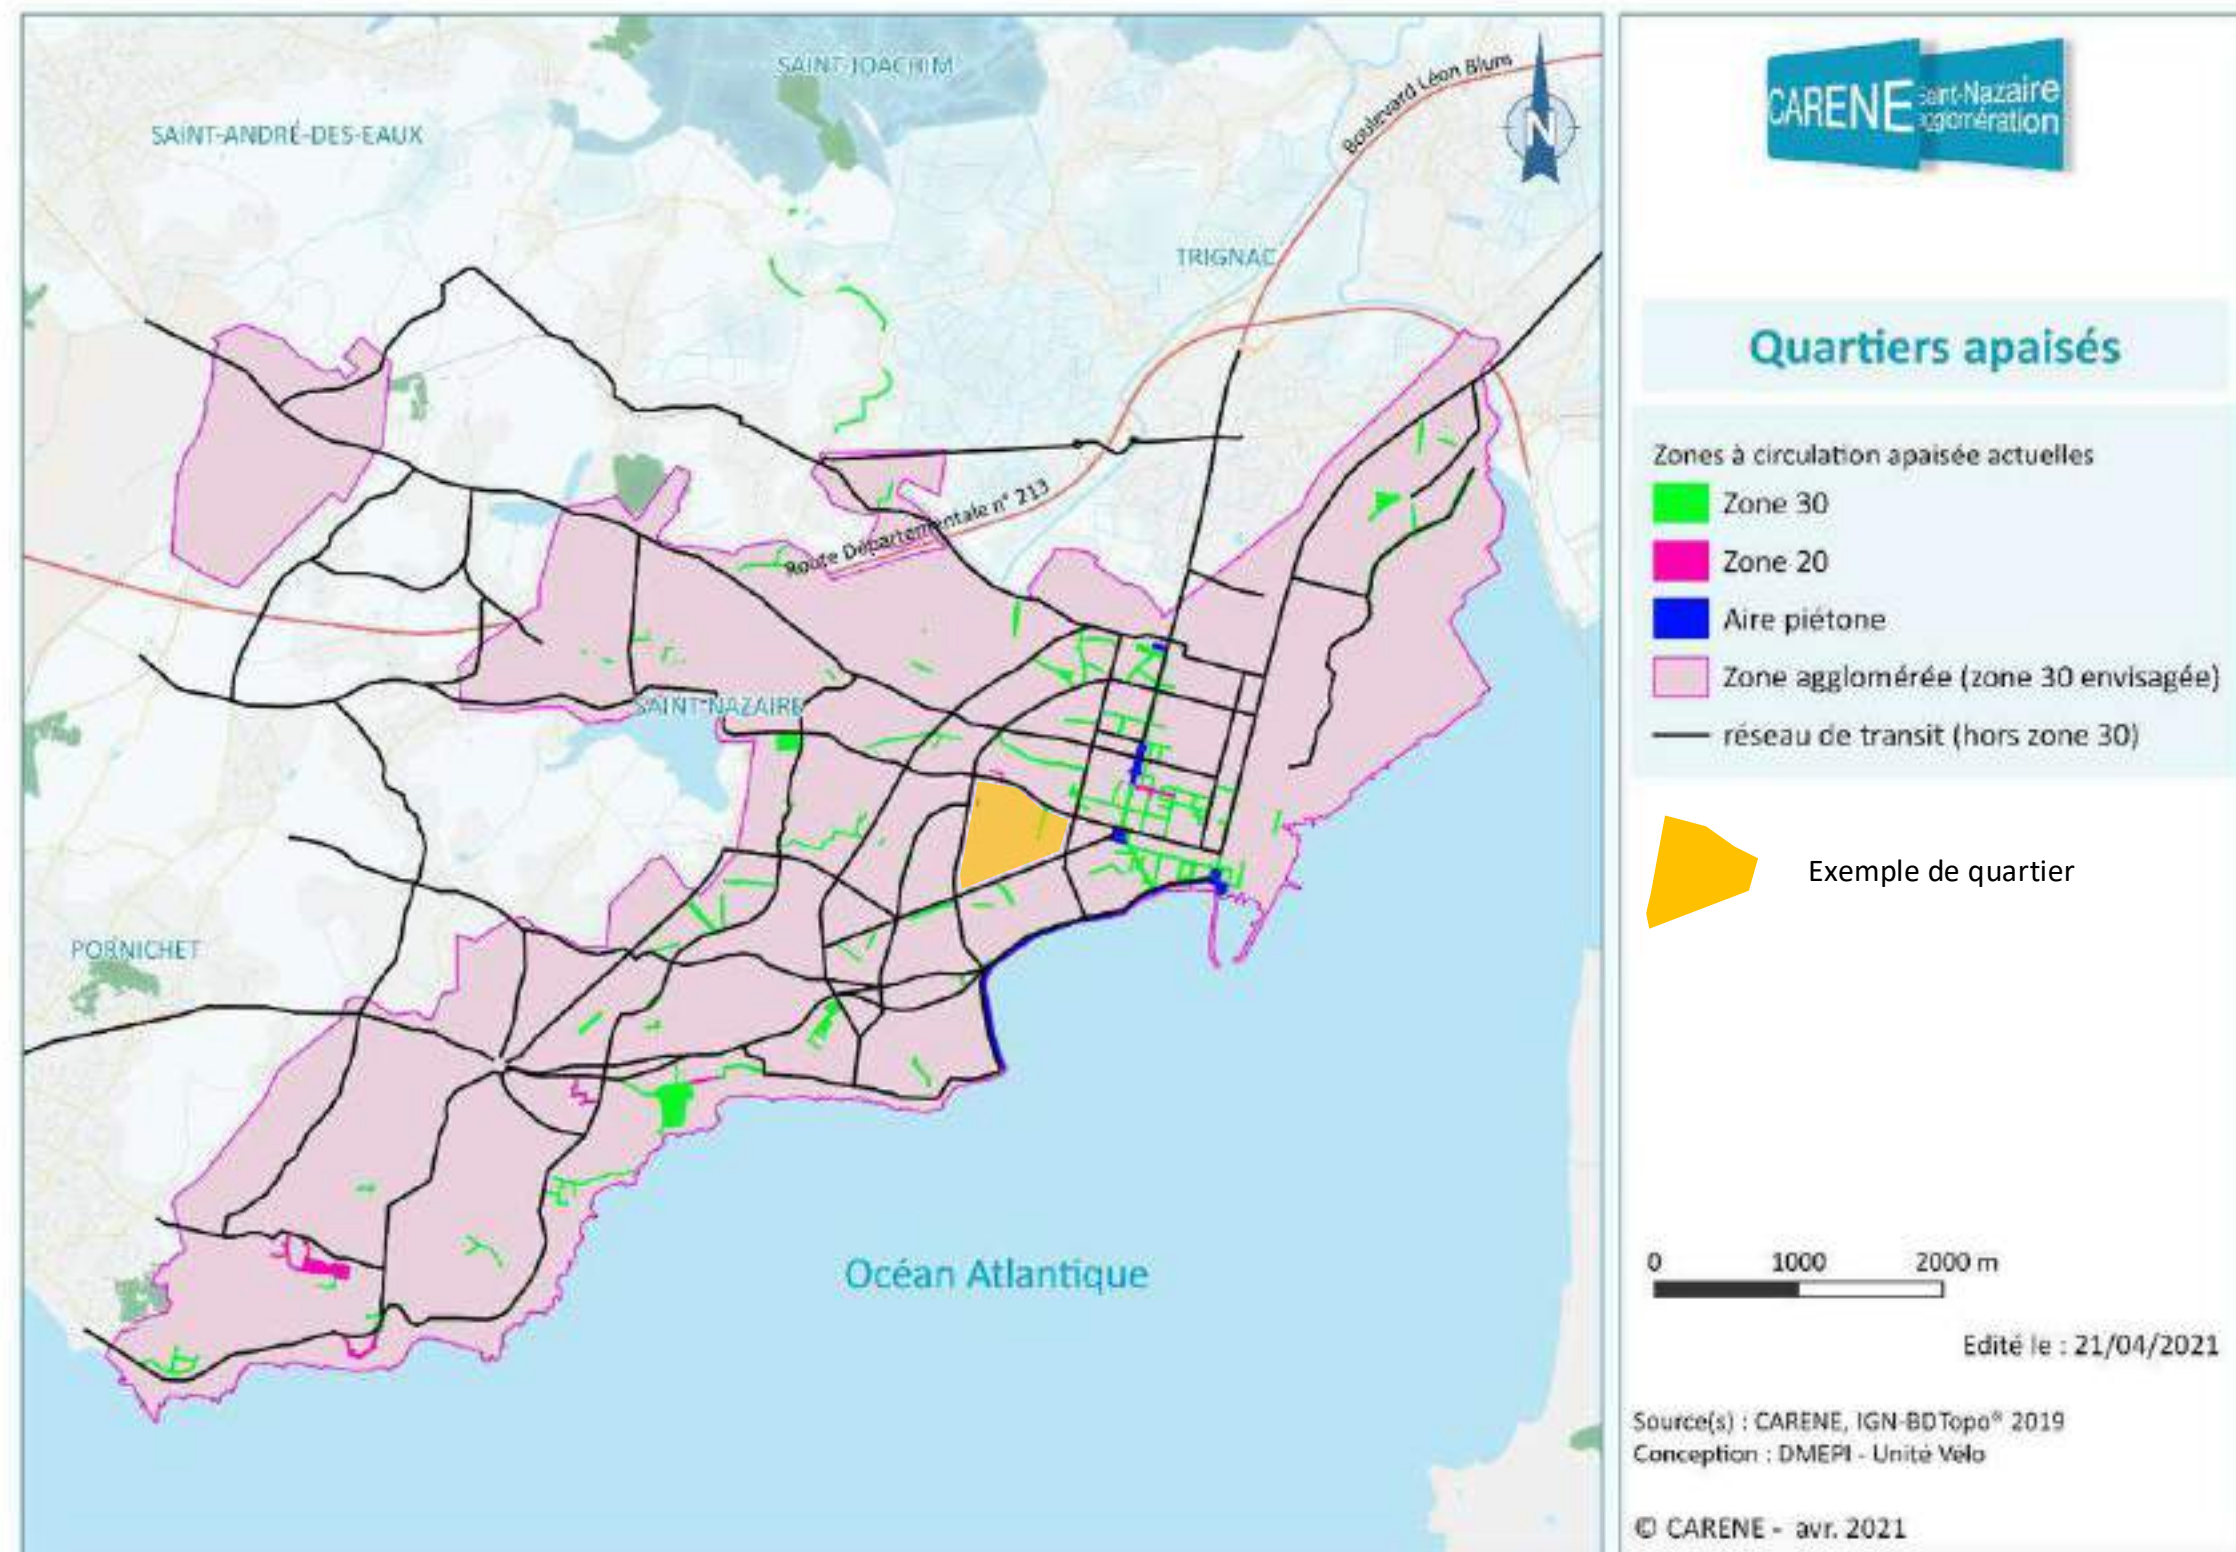 SAINT-JOACHIM
Boulevard Léon Blum
SAINT-ANDRÉ-DES-EAUX
N
TRIGNAC
Route Départementale n° 213
SAINT-NAZAIRE
PORNICHET
Océan Atlantique
CARENE Saint-Nazaire
agglomération
Quartiers apaisés
Zones à circulation apaisée actuelles
Zone 30
Zone 20
Aire piétone
Zone agglomérée (zone 30 envisagée)
réseau de transit (hors zone 30)
Exemple de quartier
0 1000 2000 m
Edité le : 21/04/2021
Source(s) : CARENE, IGN-BDTopo® 2019
Conception : DMEPI - Unité Vélo
© CARENE - avr. 2021